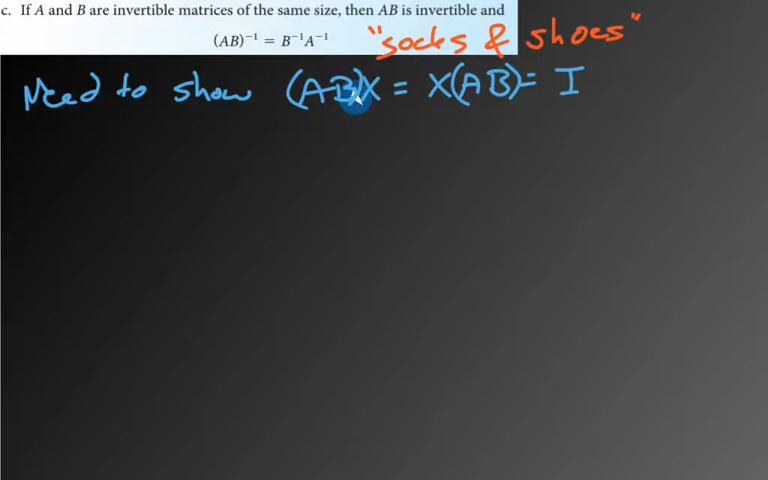 c. If A and B are invertible matrices of the same size, then AB is invertible and
(AB)⁻¹ = B⁻¹A⁻¹ "socks & shoes"
Need to show (AB)X = X(AB) = I